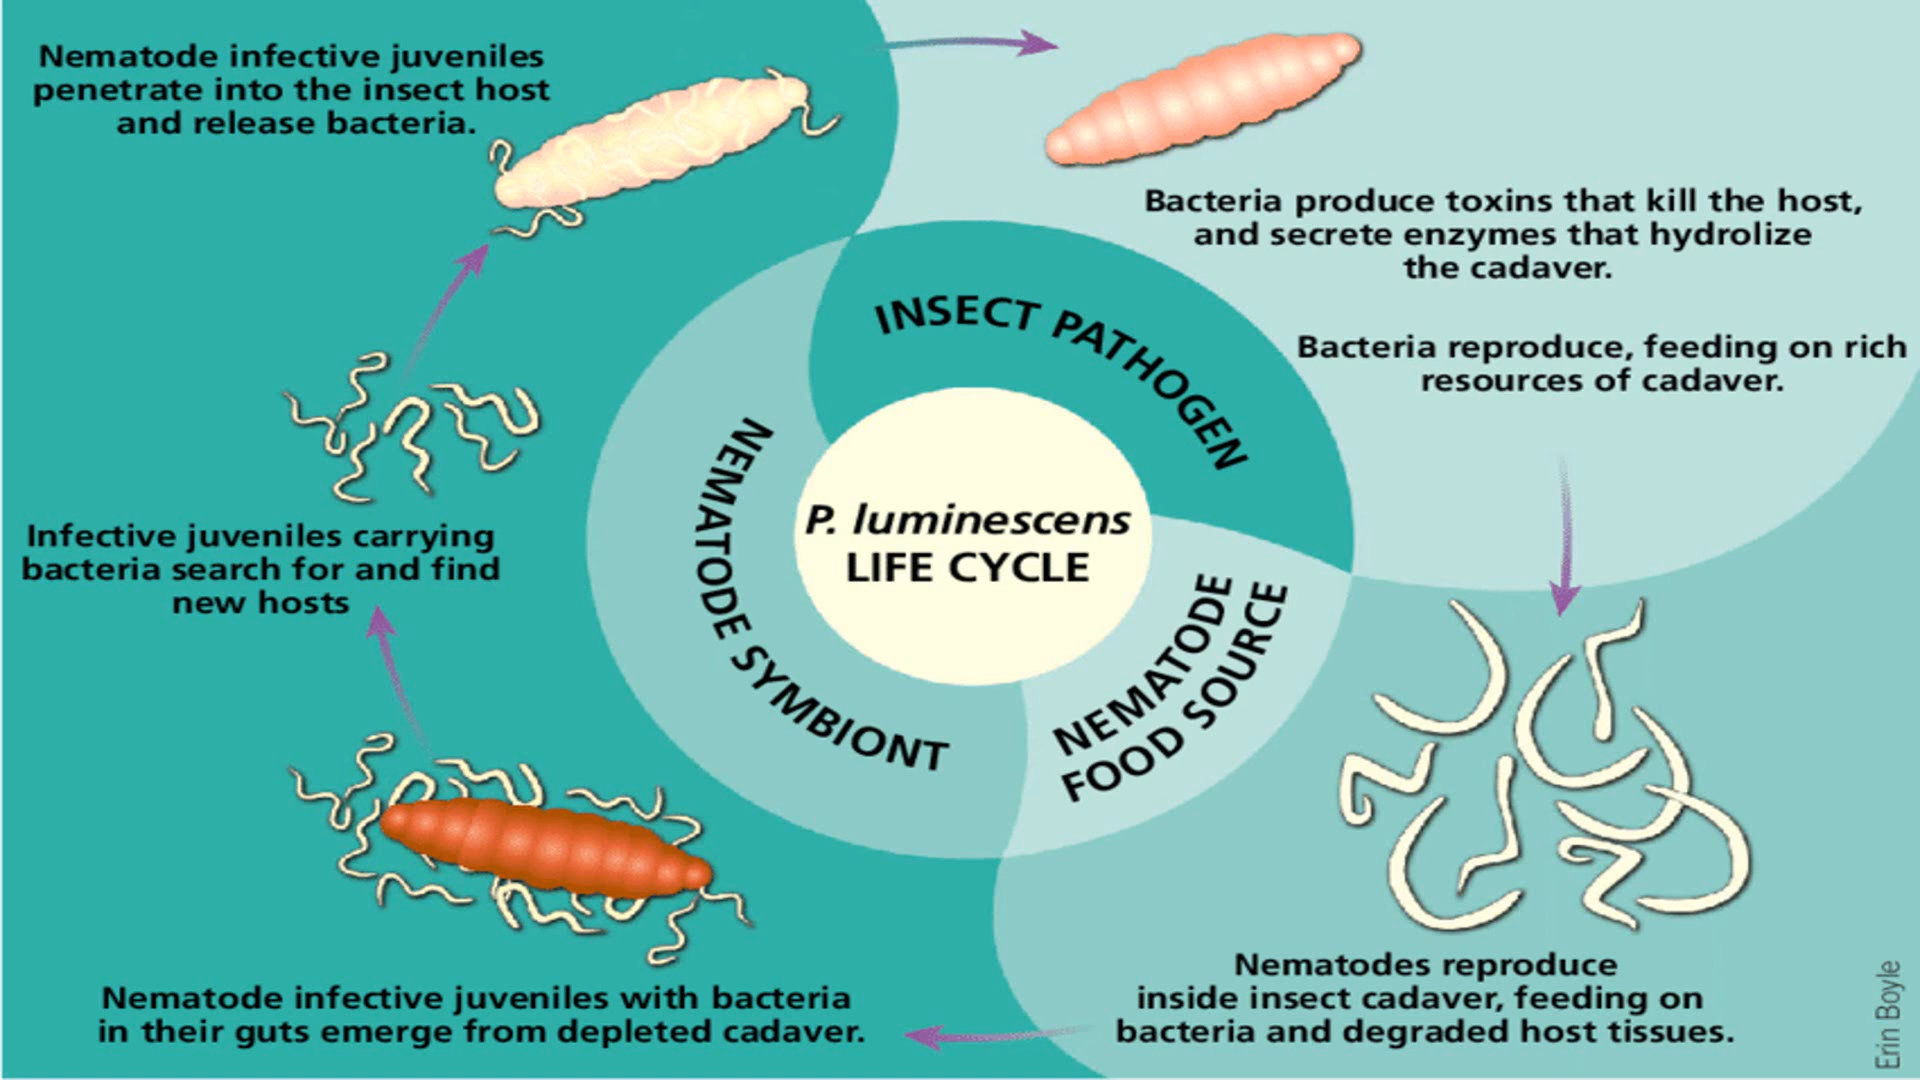 Nematode infective juveniles
penetrate into the insect host
and release bacteria.
Bacteria produce toxins that kill the host,
and secrete enzymes that hydrolize
the cadaver.
Bacteria reproduce, feeding on rich
resources of cadaver.
INSECT PATHOGEN
NEMATODE SYMBIONT
P. luminescens
LIFE CYCLE
NEMATODE
FOOD SOURCE
Infective juveniles carrying
bacteria search for and find
new hosts
Nematode infective juveniles with bacteria
in their guts emerge from depleted cadaver.
Nematodes reproduce
inside insect cadaver, feeding on
bacteria and degraded host tissues.
Erin Boyle